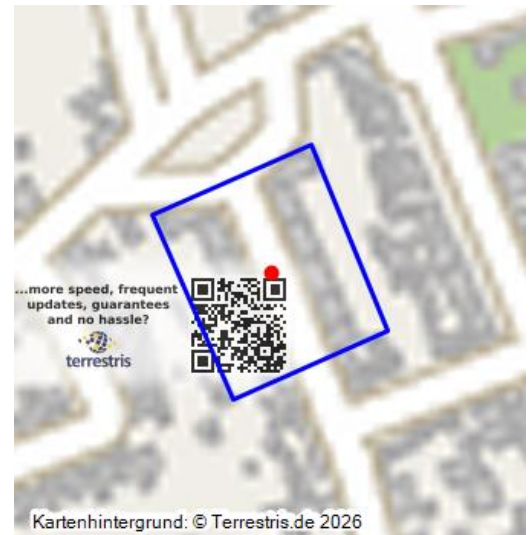 ...more speed, frequent
updates, guarantees
and no hassle?
terrestris
Kartenhintergrund: © Terrestris.de 2026